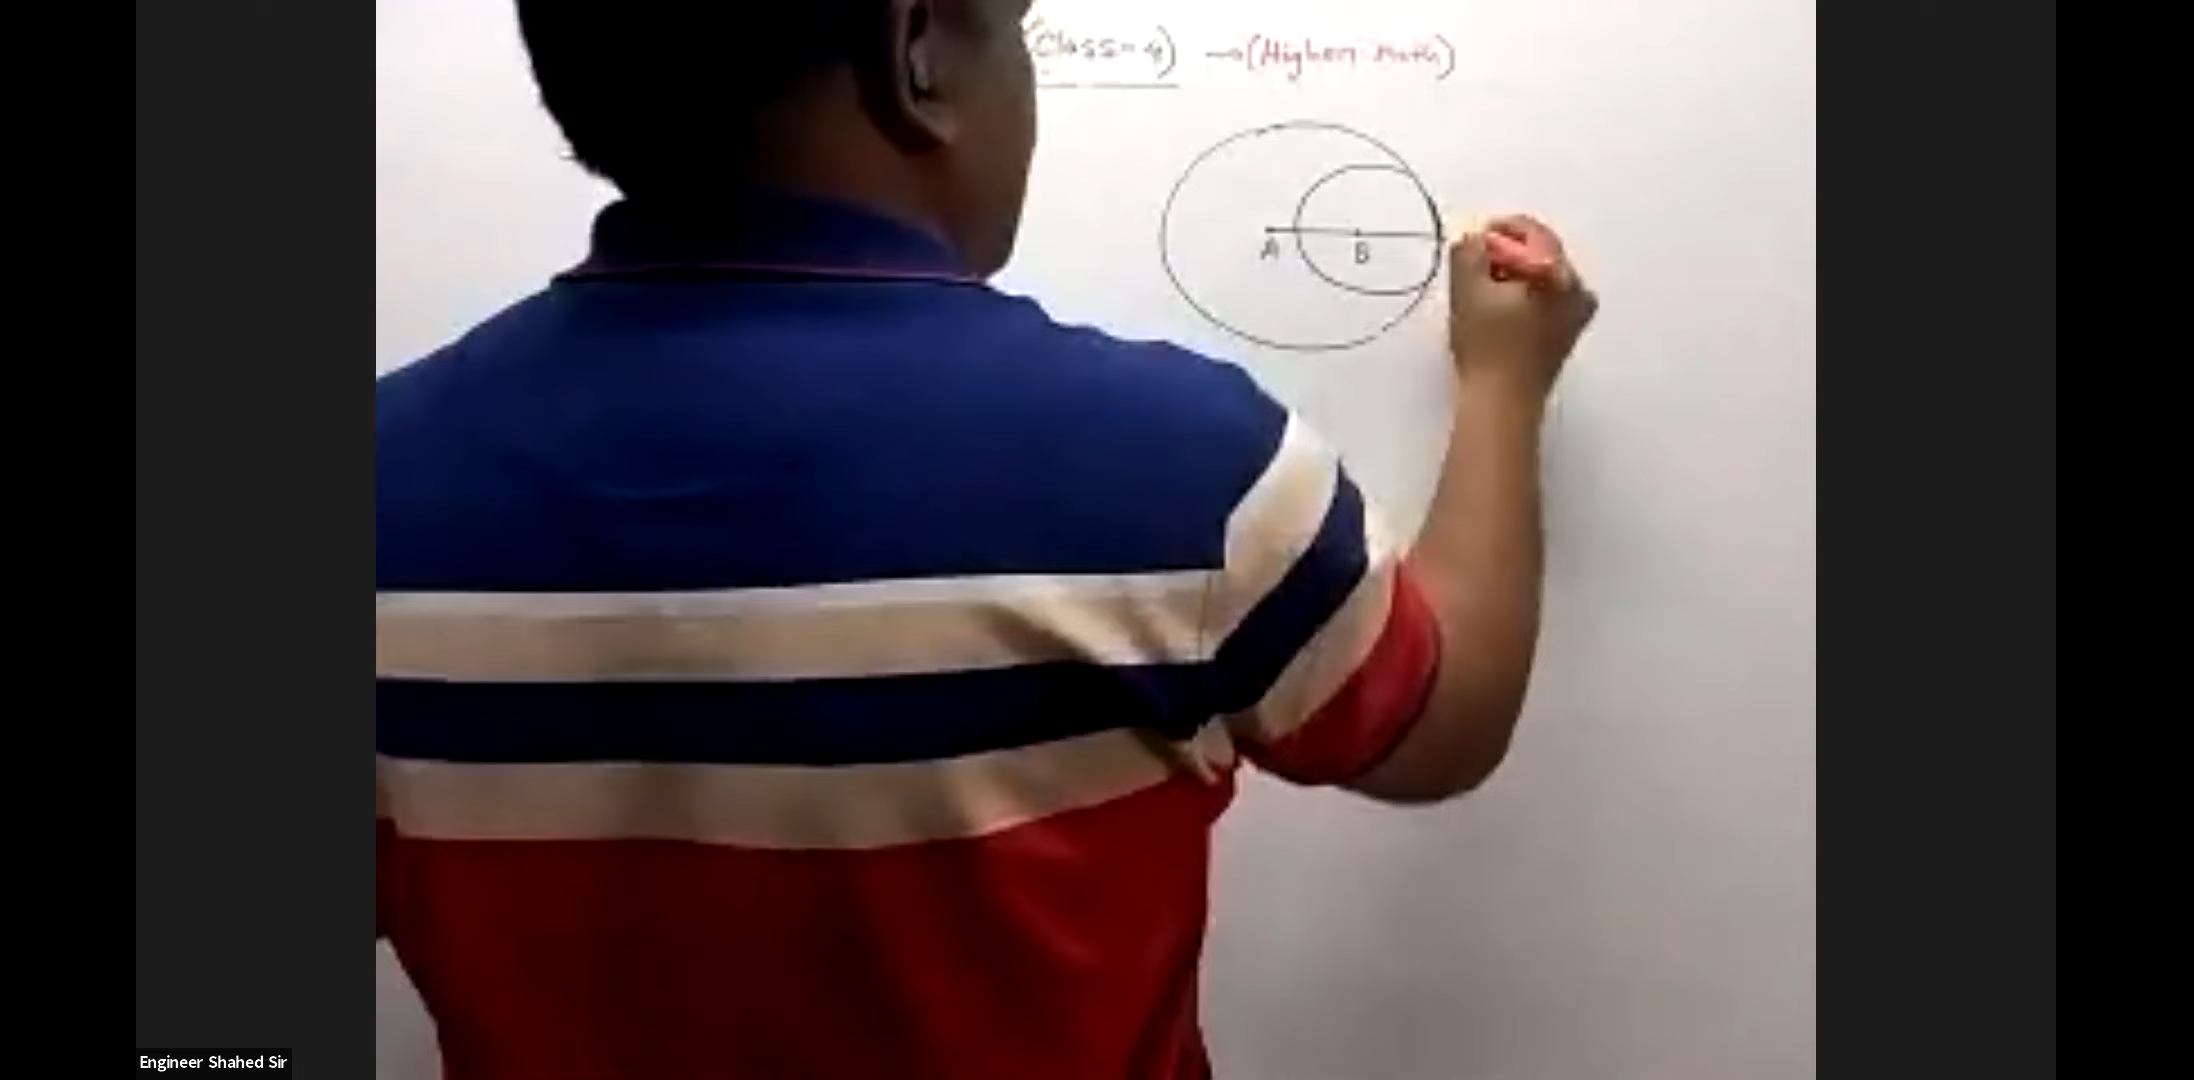 (Class-4) → (Higher Math)
A B
Engineer Shahed Sir